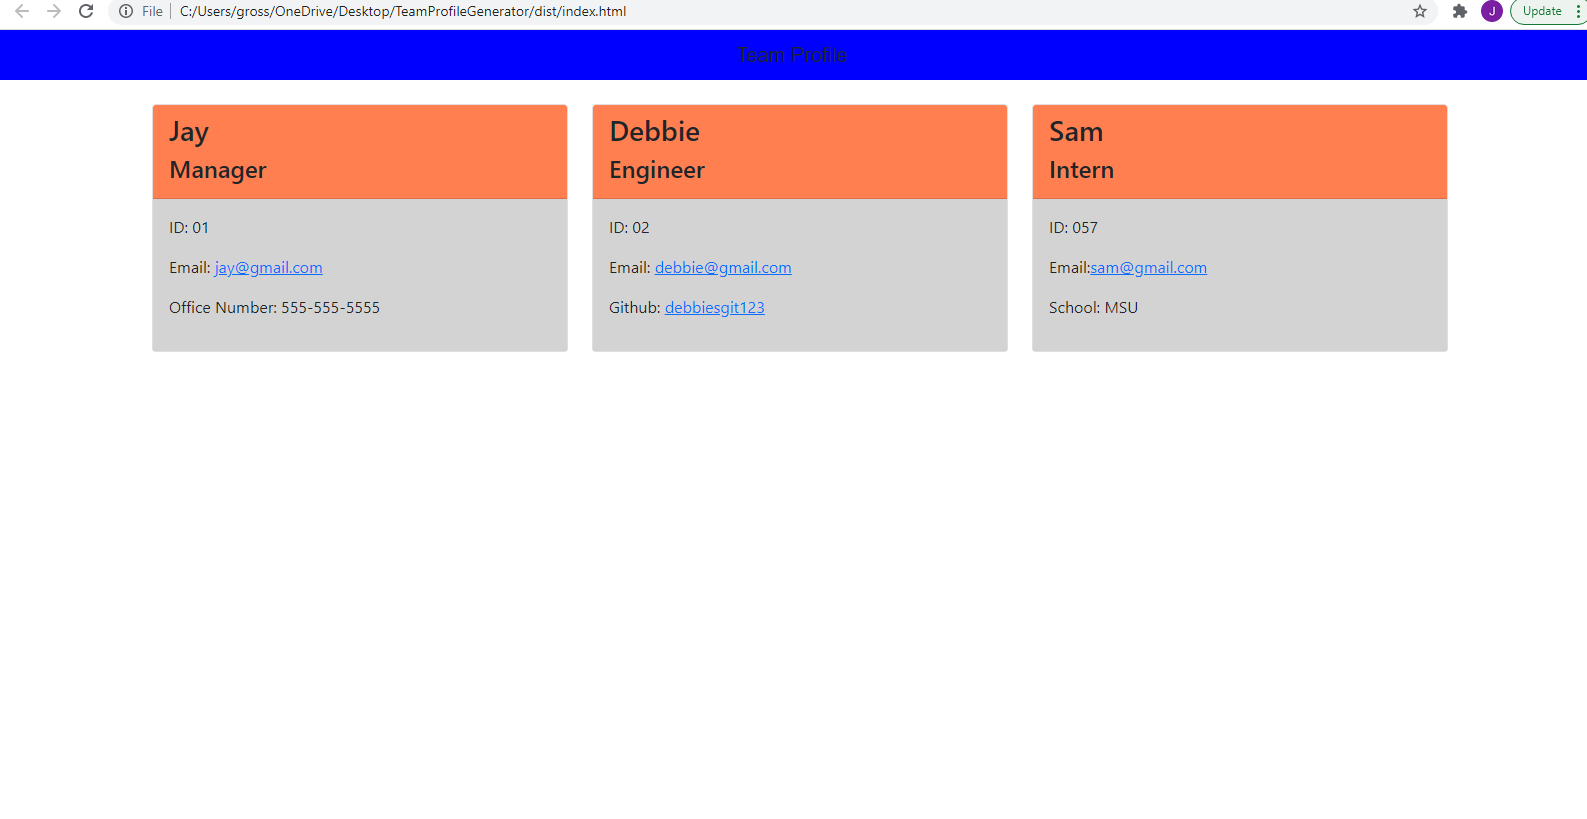 File C:/Users/gross/OneDrive/Desktop/TeamProfileGenerator/dist/index.html J Update
Team Profile
Jay
Manager
ID: 01
Email: jay@gmail.com
Office Number: 555-555-5555
Debbie
Engineer
ID: 02
Email: debbie@gmail.com
Github: debbiesgit123
Sam
Intern
ID: 057
Email:sam@gmail.com
School: MSU